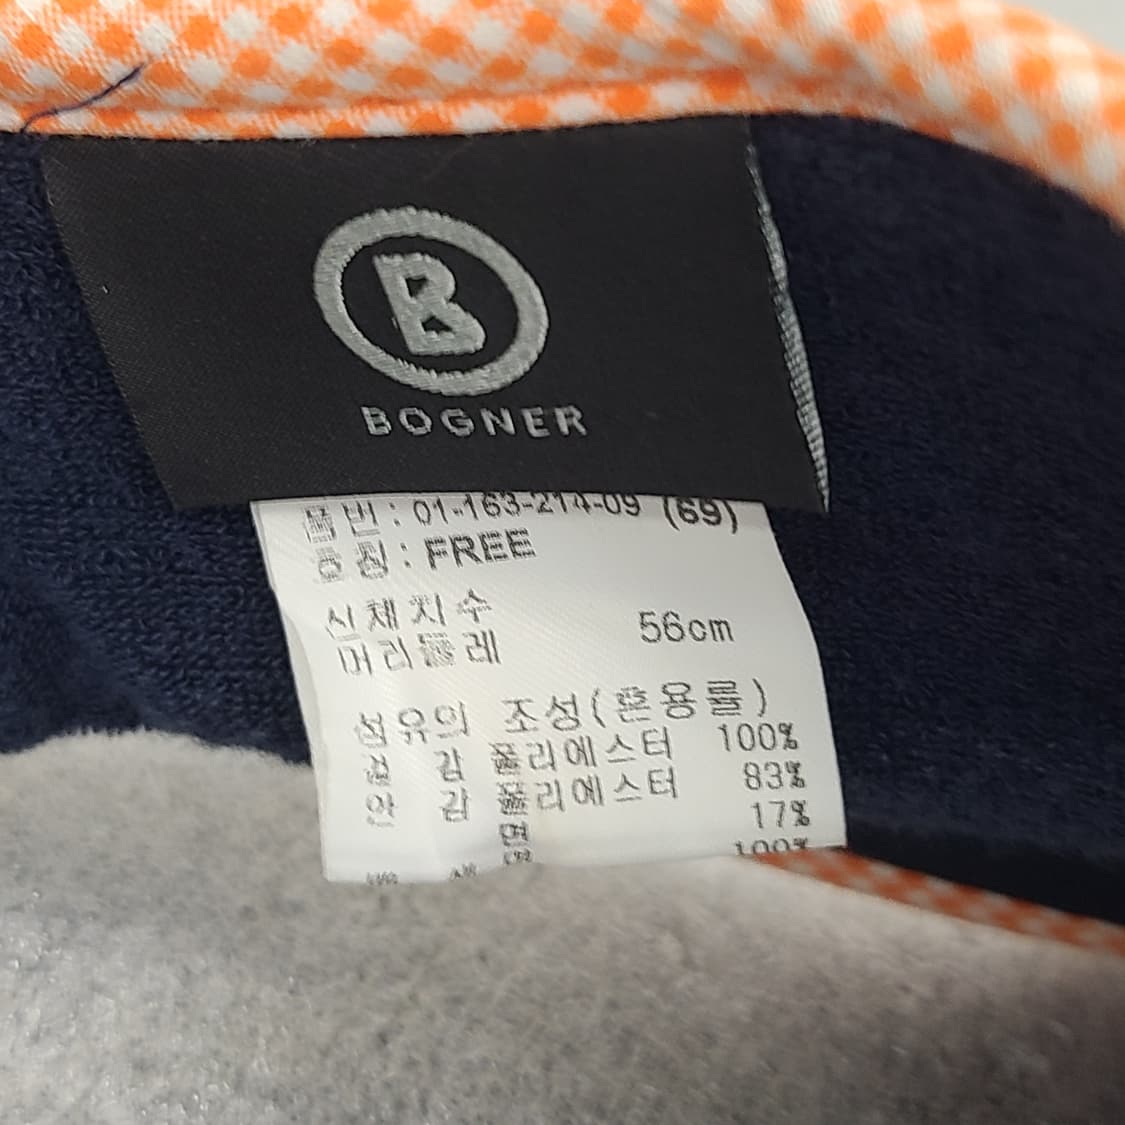 B
BOGNER
품번: 01-163-214-09 (69)
호칭: FREE
신체치수
머리둘레 56cm
섬유의 조성(혼용률)
겉 감 폴리에스터 100%
안 감 폴리에스터 83%
면 17%
면 100%